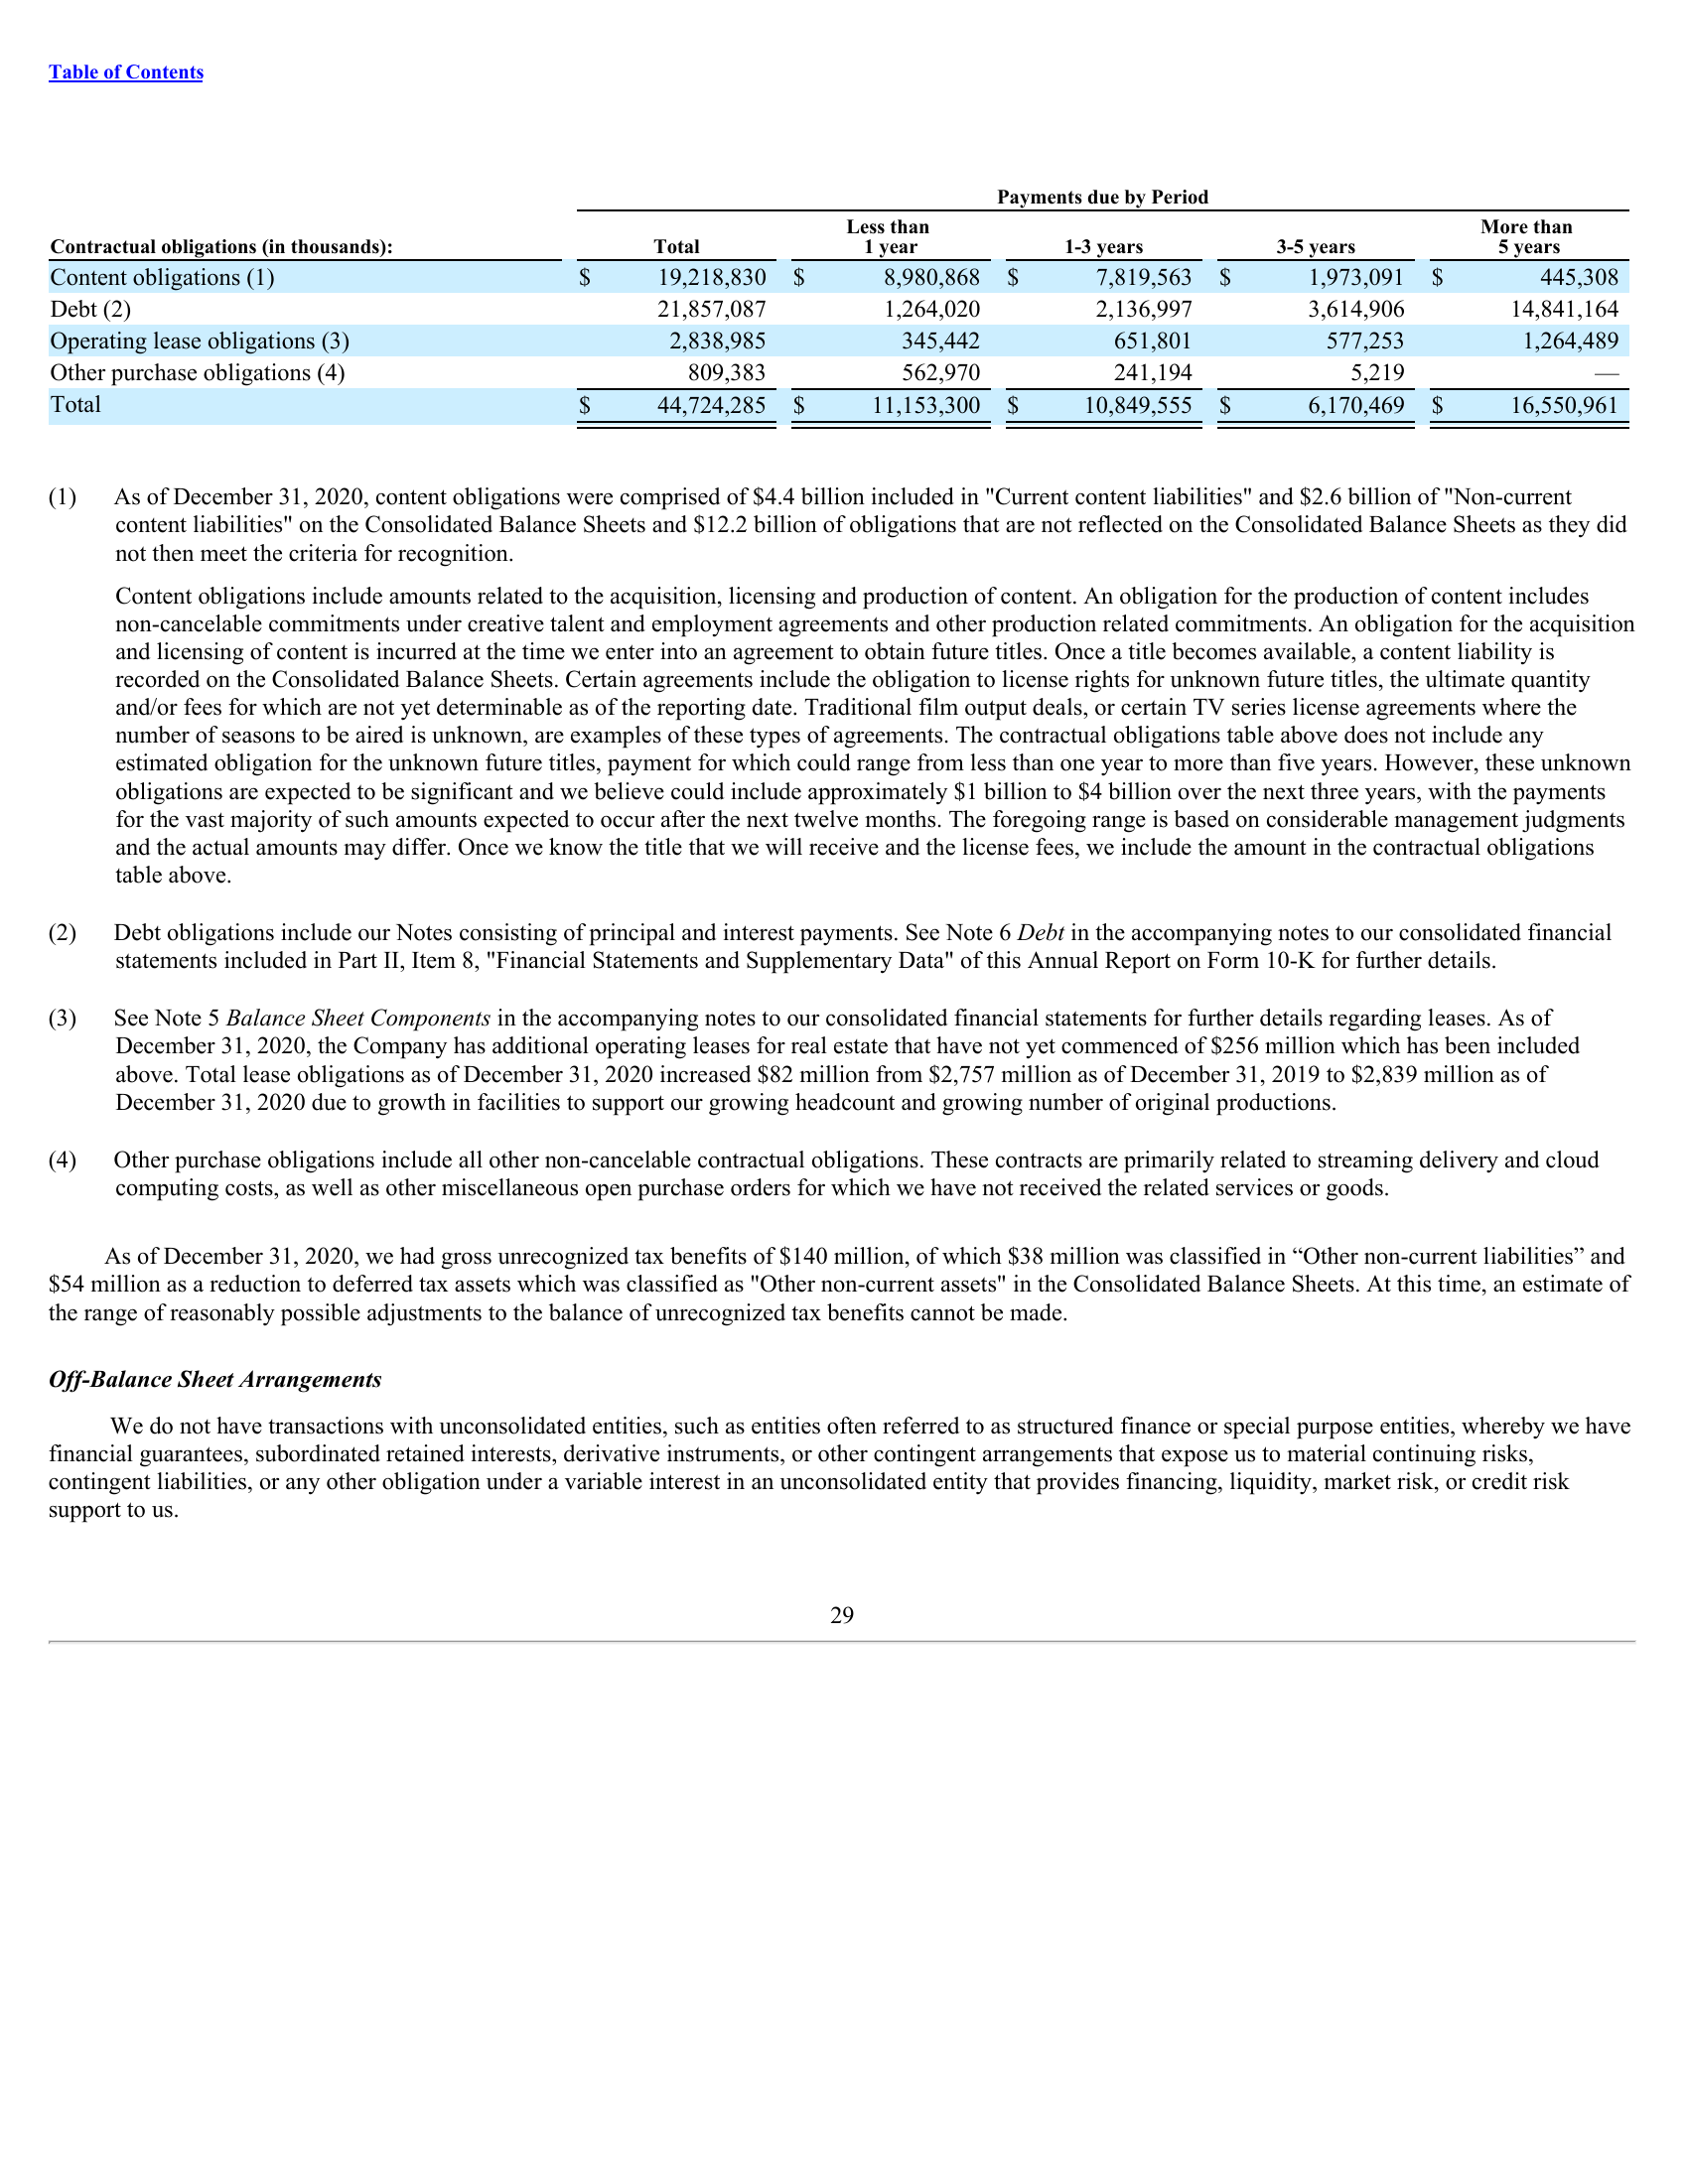 Table of Contents
Payments due by Period
Contractual obligations (in thousands): Total Less than 1 year 1-3 years 3-5 years More than 5 years
Content obligations (1) $ 19,218,830 $ 8,980,868 $ 7,819,563 $ 1,973,091 $ 445,308
Debt (2) 21,857,087 1,264,020 2,136,997 3,614,906 14,841,164
Operating lease obligations (3) 2,838,985 345,442 651,801 577,253 1,264,489
Other purchase obligations (4) 809,383 562,970 241,194 5,219 —
Total $ 44,724,285 $ 11,153,300 $ 10,849,555 $ 6,170,469 $ 16,550,961
(1) As of December 31, 2020, content obligations were comprised of $4.4 billion included in "Current content liabilities" and $2.6 billion of "Non-current
content liabilities" on the Consolidated Balance Sheets and $12.2 billion of obligations that are not reflected on the Consolidated Balance Sheets as they did
not then meet the criteria for recognition.
Content obligations include amounts related to the acquisition, licensing and production of content. An obligation for the production of content includes
non-cancelable commitments under creative talent and employment agreements and other production related commitments. An obligation for the acquisition
and licensing of content is incurred at the time we enter into an agreement to obtain future titles. Once a title becomes available, a content liability is
recorded on the Consolidated Balance Sheets. Certain agreements include the obligation to license rights for unknown future titles, the ultimate quantity
and/or fees for which are not yet determinable as of the reporting date. Traditional film output deals, or certain TV series license agreements where the
number of seasons to be aired is unknown, are examples of these types of agreements. The contractual obligations table above does not include any
estimated obligation for the unknown future titles, payment for which could range from less than one year to more than five years. However, these unknown
obligations are expected to be significant and we believe could include approximately $1 billion to $4 billion over the next three years, with the payments
for the vast majority of such amounts expected to occur after the next twelve months. The foregoing range is based on considerable management judgments
and the actual amounts may differ. Once we know the title that we will receive and the license fees, we include the amount in the contractual obligations
table above.
(2) Debt obligations include our Notes consisting of principal and interest payments. See Note 6 Debt in the accompanying notes to our consolidated financial
statements included in Part II, Item 8, "Financial Statements and Supplementary Data" of this Annual Report on Form 10-K for further details.
(3) See Note 5 Balance Sheet Components in the accompanying notes to our consolidated financial statements for further details regarding leases. As of
December 31, 2020, the Company has additional operating leases for real estate that have not yet commenced of $256 million which has been included
above. Total lease obligations as of December 31, 2020 increased $82 million from $2,757 million as of December 31, 2019 to $2,839 million as of
December 31, 2020 due to growth in facilities to support our growing headcount and growing number of original productions.
(4) Other purchase obligations include all other non-cancelable contractual obligations. These contracts are primarily related to streaming delivery and cloud
computing costs, as well as other miscellaneous open purchase orders for which we have not received the related services or goods.
As of December 31, 2020, we had gross unrecognized tax benefits of $140 million, of which $38 million was classified in “Other non-current liabilities” and
$54 million as a reduction to deferred tax assets which was classified as "Other non-current assets" in the Consolidated Balance Sheets. At this time, an estimate of
the range of reasonably possible adjustments to the balance of unrecognized tax benefits cannot be made.
Off-Balance Sheet Arrangements
We do not have transactions with unconsolidated entities, such as entities often referred to as structured finance or special purpose entities, whereby we have
financial guarantees, subordinated retained interests, derivative instruments, or other contingent arrangements that expose us to material continuing risks,
contingent liabilities, or any other obligation under a variable interest in an unconsolidated entity that provides financing, liquidity, market risk, or credit risk
support to us.
29